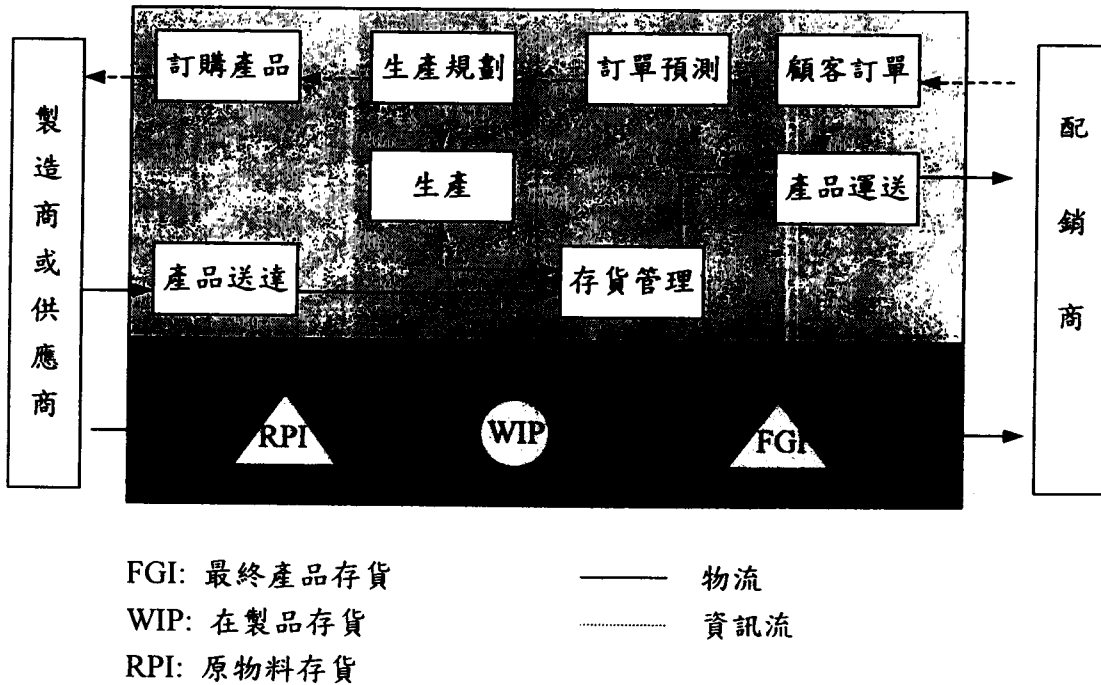 製造商或供應商
訂購產品
生產規劃
訂單預測
顧客訂單
生產
產品運送
產品送達
存貨管理
RPI
WIP
FGI
配銷商
FGI: 最終產品存貨
WIP: 在製品存貨
RPI: 原物料存貨
物流
資訊流